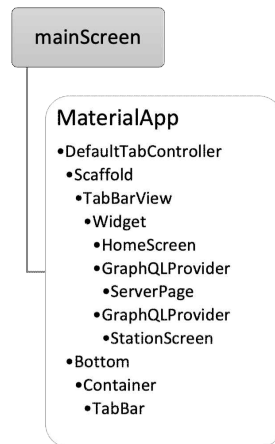 mainScreen
MaterialApp
•DefaultTabController
•Scaffold
•TabBarView
•Widget
•HomeScreen
•GraphQLProvider
•ServerPage
•GraphQLProvider
•StationScreen
•Bottom
•Container
•TabBar